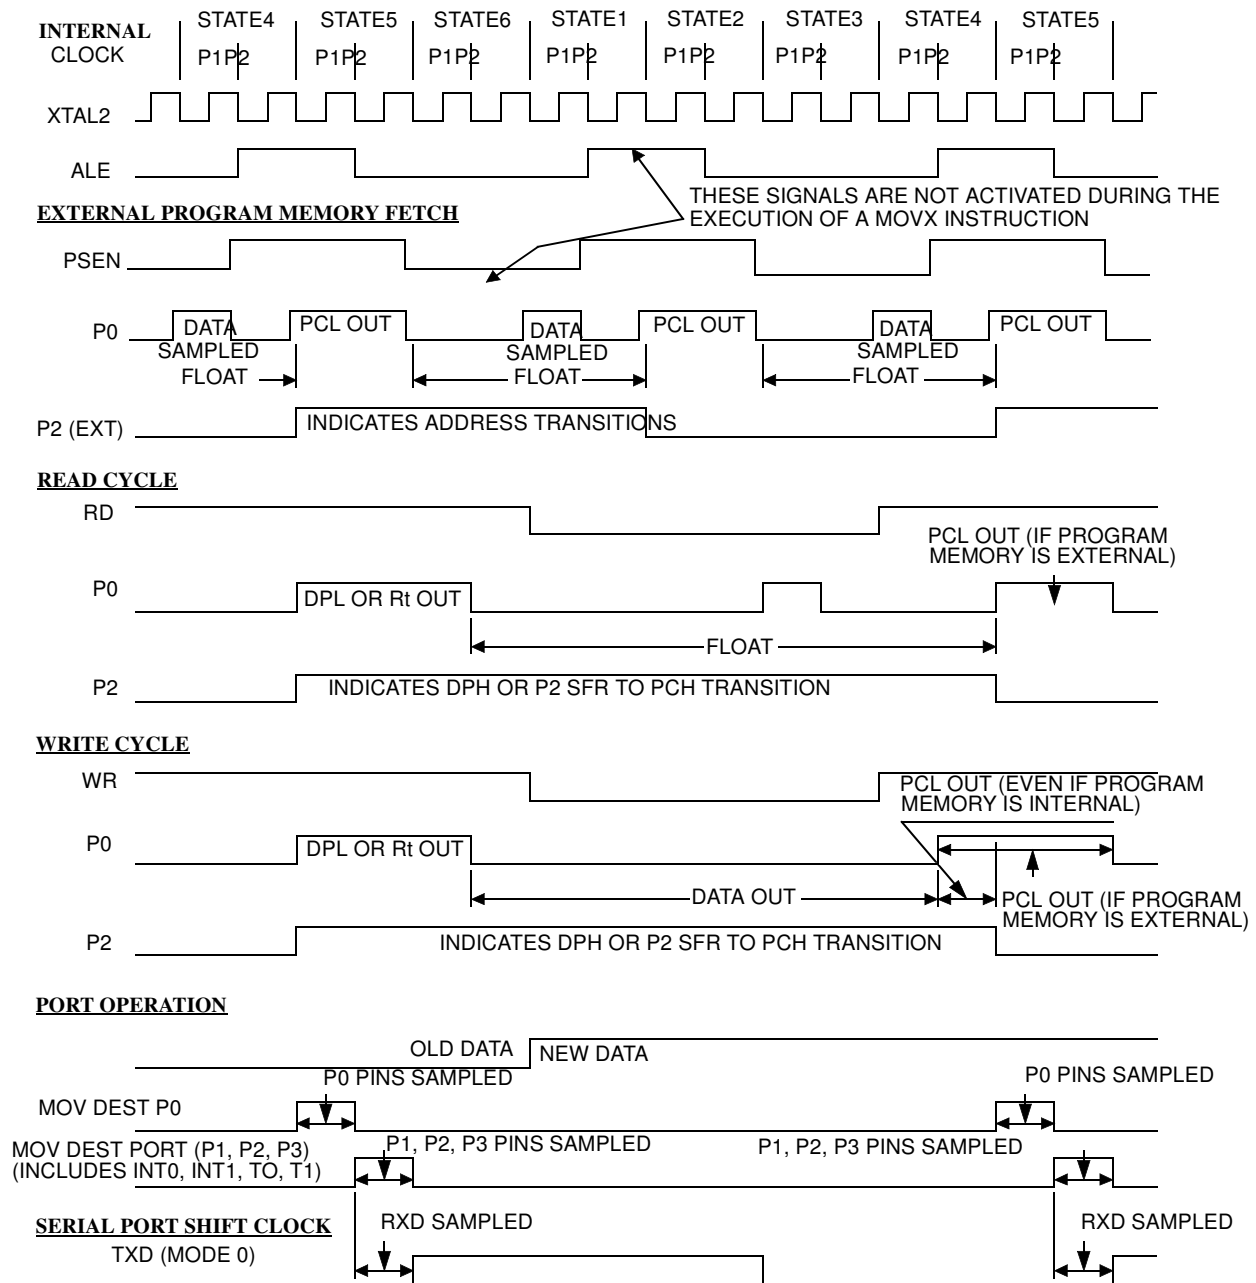 INTERNAL
CLOCK
STATE4 STATE5 STATE6 STATE1 STATE2 STATE3 STATE4 STATE5
P1P2 P1P2 P1P2 P1P2 P1P2 P1P2 P1P2 P1P2
XTAL2
ALE
THESE SIGNALS ARE NOT ACTIVATED DURING THE
EXECUTION OF A MOVX INSTRUCTION
EXTERNAL PROGRAM MEMORY FETCH
PSEN
P0
DATA SAMPLED
PCL OUT
DATA SAMPLED
PCL OUT
DATA SAMPLED
PCL OUT
FLOAT FLOAT FLOAT
P2 (EXT)
INDICATES ADDRESS TRANSITIONS
READ CYCLE
RD
PCL OUT (IF PROGRAM
MEMORY IS EXTERNAL)
P0
DPL OR Rt OUT
FLOAT
P2
INDICATES DPH OR P2 SFR TO PCH TRANSITION
WRITE CYCLE
WR
PCL OUT (EVEN IF PROGRAM
MEMORY IS INTERNAL)
P0
DPL OR Rt OUT
DATA OUT
PCL OUT (IF PROGRAM
MEMORY IS EXTERNAL)
P2
INDICATES DPH OR P2 SFR TO PCH TRANSITION
PORT OPERATION
OLD DATA NEW DATA
P0 PINS SAMPLED P0 PINS SAMPLED
MOV DEST P0
MOV DEST PORT (P1, P2, P3)
(INCLUDES INT0, INT1, TO, T1)
P1, P2, P3 PINS SAMPLED P1, P2, P3 PINS SAMPLED
SERIAL PORT SHIFT CLOCK
TXD (MODE 0)
RXD SAMPLED RXD SAMPLED